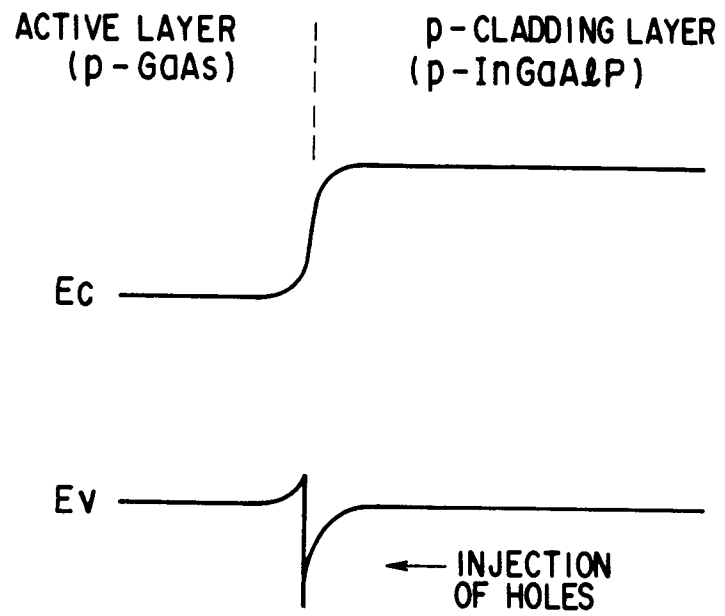 ACTIVE LAYER
(p-GaAs)
p-CLADDING LAYER
(p-InGaAlP)
Ec
Ev
INJECTION
OF HOLES